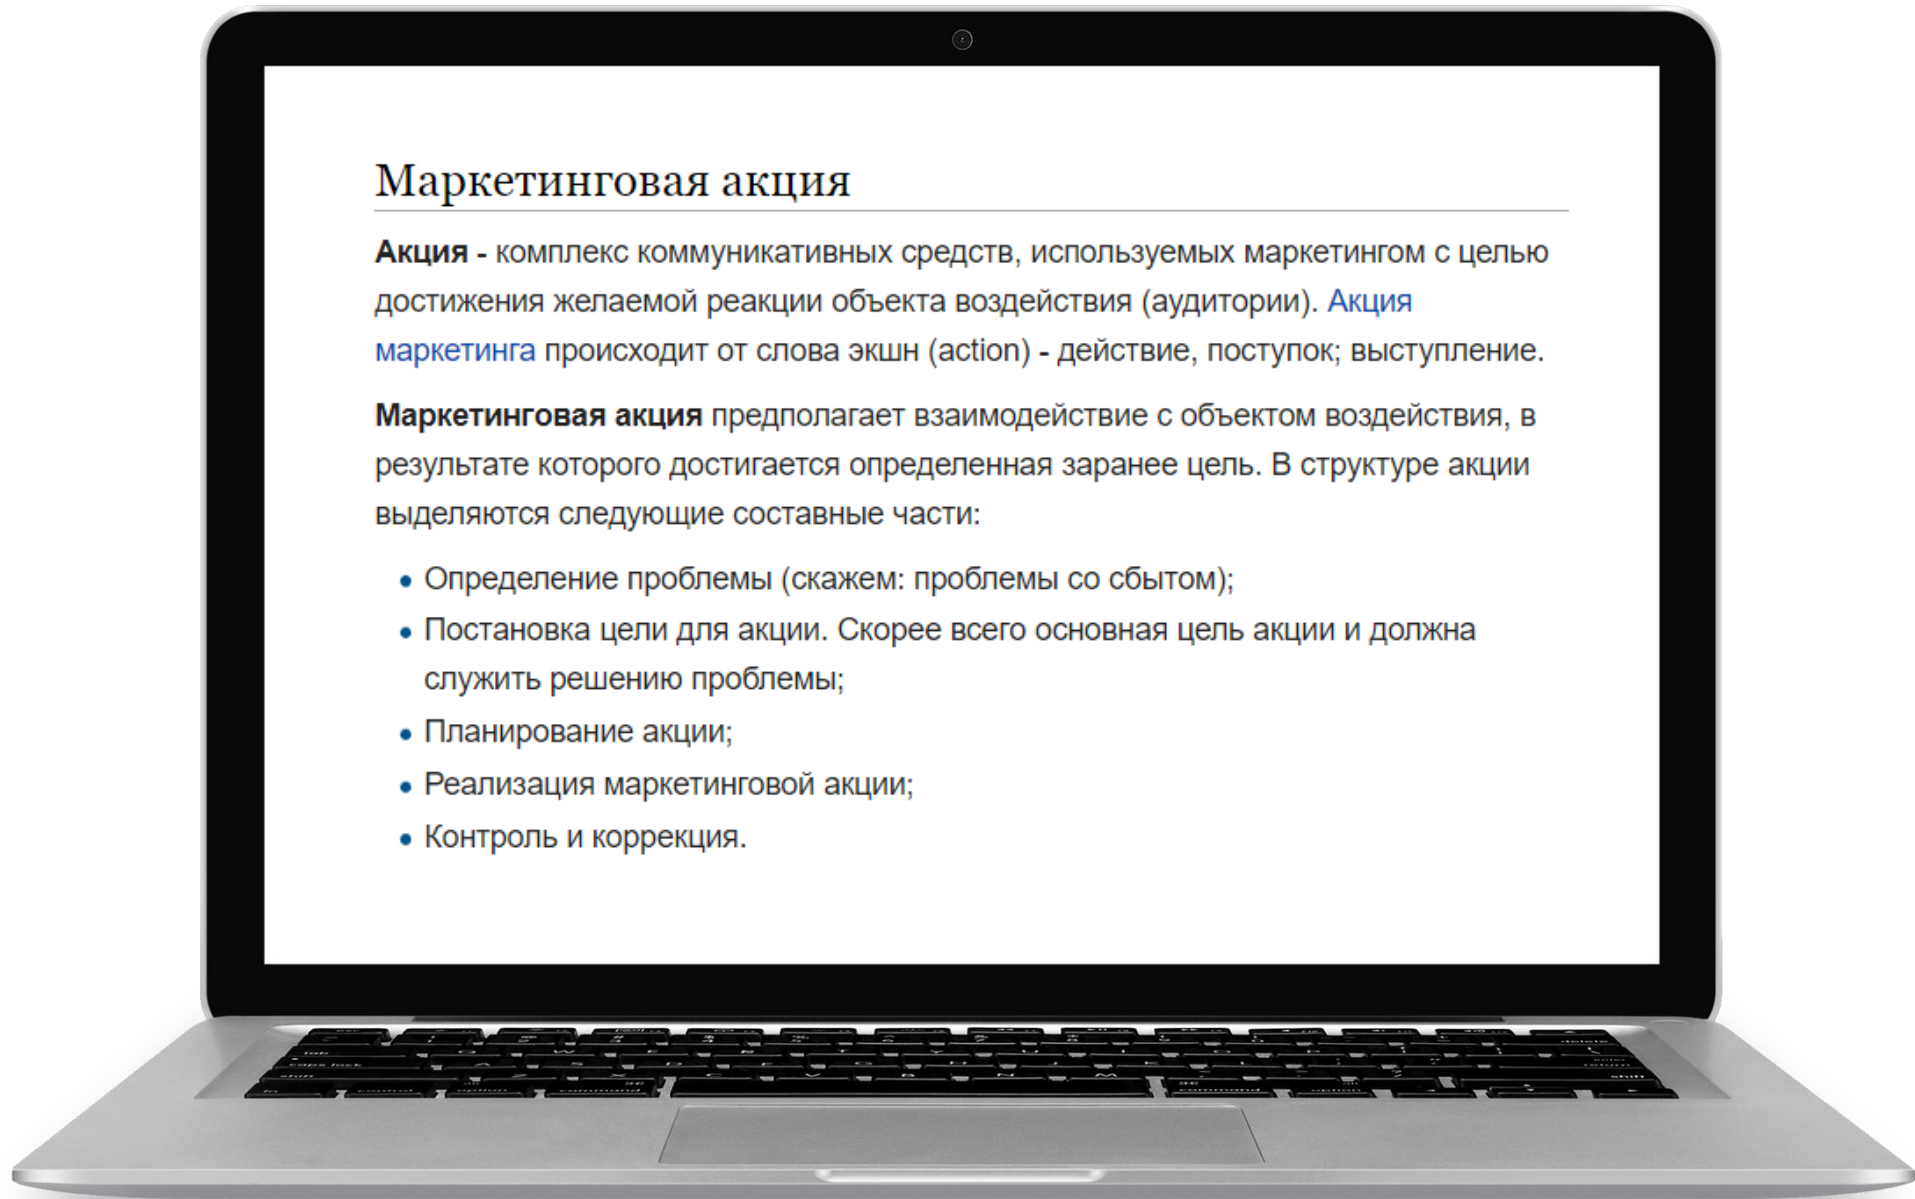 Маркетинговая акция
Акция - комплекс коммуникативных средств, используемых маркетингом с целью
достижения желаемой реакции объекта воздействия (аудитории). Акция
маркетинга происходит от слова экшн (action) - действие, поступок; выступление.
Маркетинговая акция предполагает взаимодействие с объектом воздействия, в
результате которого достигается определенная заранее цель. В структуре акции
выделяются следующие составные части:
• Определение проблемы (скажем: проблемы со сбытом);
• Постановка цели для акции. Скорее всего основная цель акции и должна
служить решению проблемы;
• Планирование акции;
• Реализация маркетинговой акции;
• Контроль и коррекция.